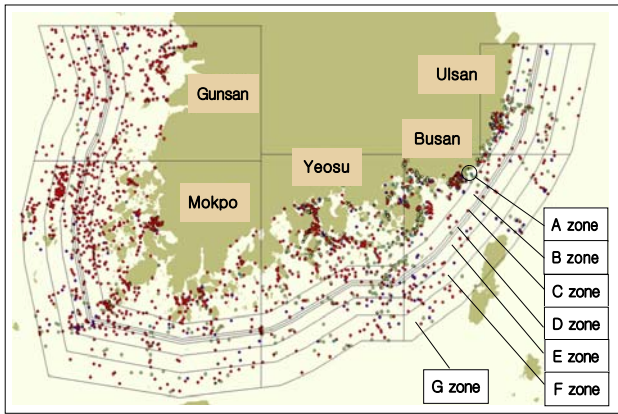 Ulsan
Gunsan
Busan
Yeosu
Mokpo
A zone
B zone
C zone
D zone
E zone
G zone
F zone